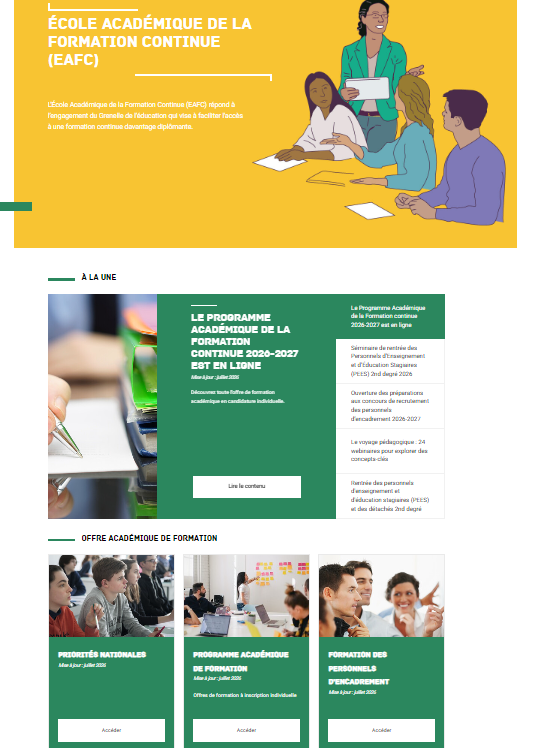 ÉCOLE ACADÉMIQUE DE LA
FORMATION CONTINUE
(EAFC)
L'École Académique de la Formation Continue (EAFC) répond à
l'engagement du Grenelle de l'éducation qui vise à faciliter l'accès
à une formation continue davantage diplômante.
À LA UNE
LE PROGRAMME
ACADÉMIQUE DE LA
FORMATION
CONTINUE 2026-2027
EST EN LIGNE
Mise à jour : juillet 2026
Découvrez toute l'offre de formation
académique en candidature individuelle.
Lire le contenu
Le Programme Académique
de la Formation continue
2026-2027 est en ligne
Séminaire de rentrée des
Personnels d'Enseignement
et d'Éducation Stagiaires
(PEES) 2nd degré 2026
Ouverture des préparations
aux concours de recrutement
des personnels
d'encadrement 2026-2027
Le voyage pédagogique : 24
webinaires pour explorer des
concepts-clés
Rentrée des personnels
d'enseignement et
d'éducation stagiaires (PEES)
et des détachés 2nd degré
OFFRE ACADÉMIQUE DE FORMATION
PRIORITÉS NATIONALES
Mise à jour : juillet 2026
Accéder
PROGRAMME ACADÉMIQUE
DE FORMATION
Mise à jour : juillet 2026
Offres de formation à inscription individuelle
Accéder
FORMATION DES
PERSONNELS
D'ENCADREMENT
Mise à jour : juillet 2026
Accéder